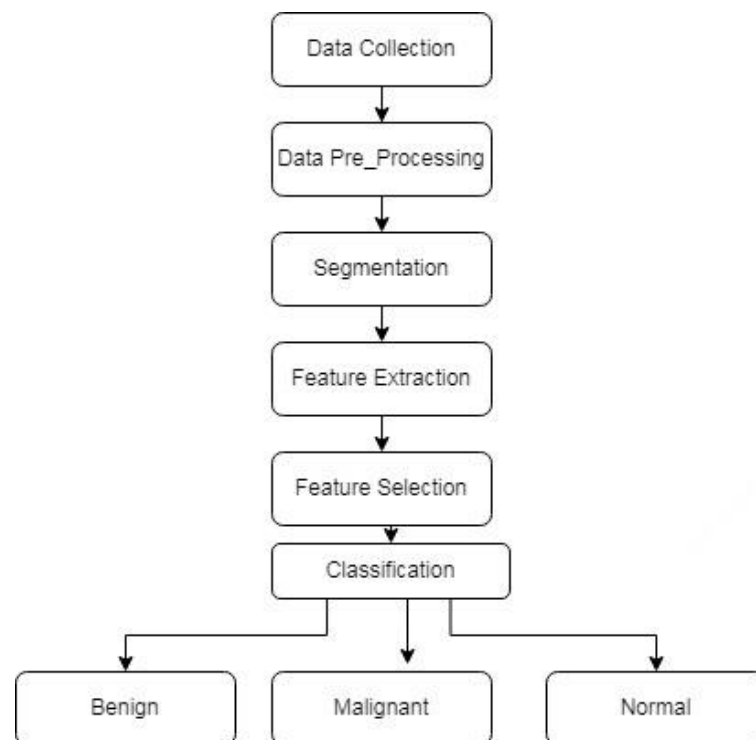 Data Collection
Data Pre_Processing
Segmentation
Feature Extraction
Feature Selection
Classification
Benign
Malignant
Normal